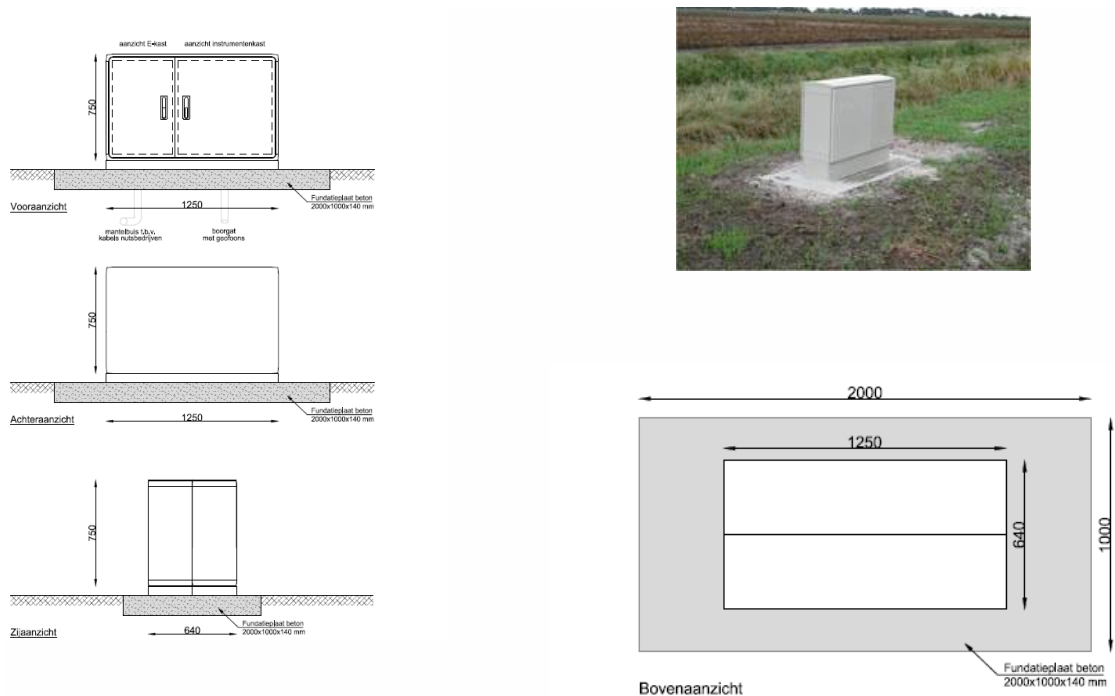 aanzicht E-kast aanzicht instrumentenkast
750
Fundatieplaat beton
2000x1000x140 mm
Vooraanzicht
1250
mantelbuis t.b.v.
kabels nutsbedrijven
boorgat
met geofoons
750
Fundatieplaat beton
2000x1000x140 mm
Achteraanzicht
1250
750
Fundatieplaat beton
2000x1000x140 mm
Zijaanzicht
640
2000
1250
640
1000
Fundatieplaat beton
2000x1000x140 mm
Bovenaanzicht